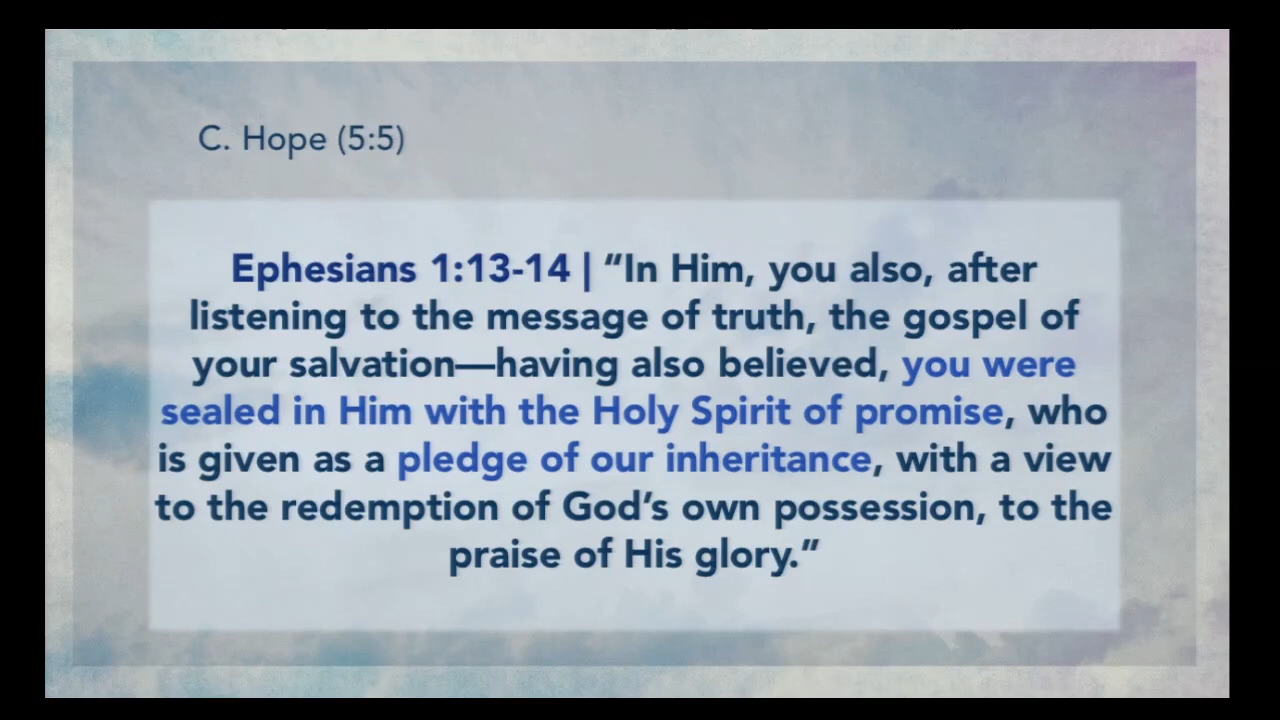 C. Hope (5:5)
Ephesians 1:13-14 | “In Him, you also, after
listening to the message of truth, the gospel of
your salvation—having also believed, you were
sealed in Him with the Holy Spirit of promise, who
is given as a pledge of our inheritance, with a view
to the redemption of God’s own possession, to the
praise of His glory.”